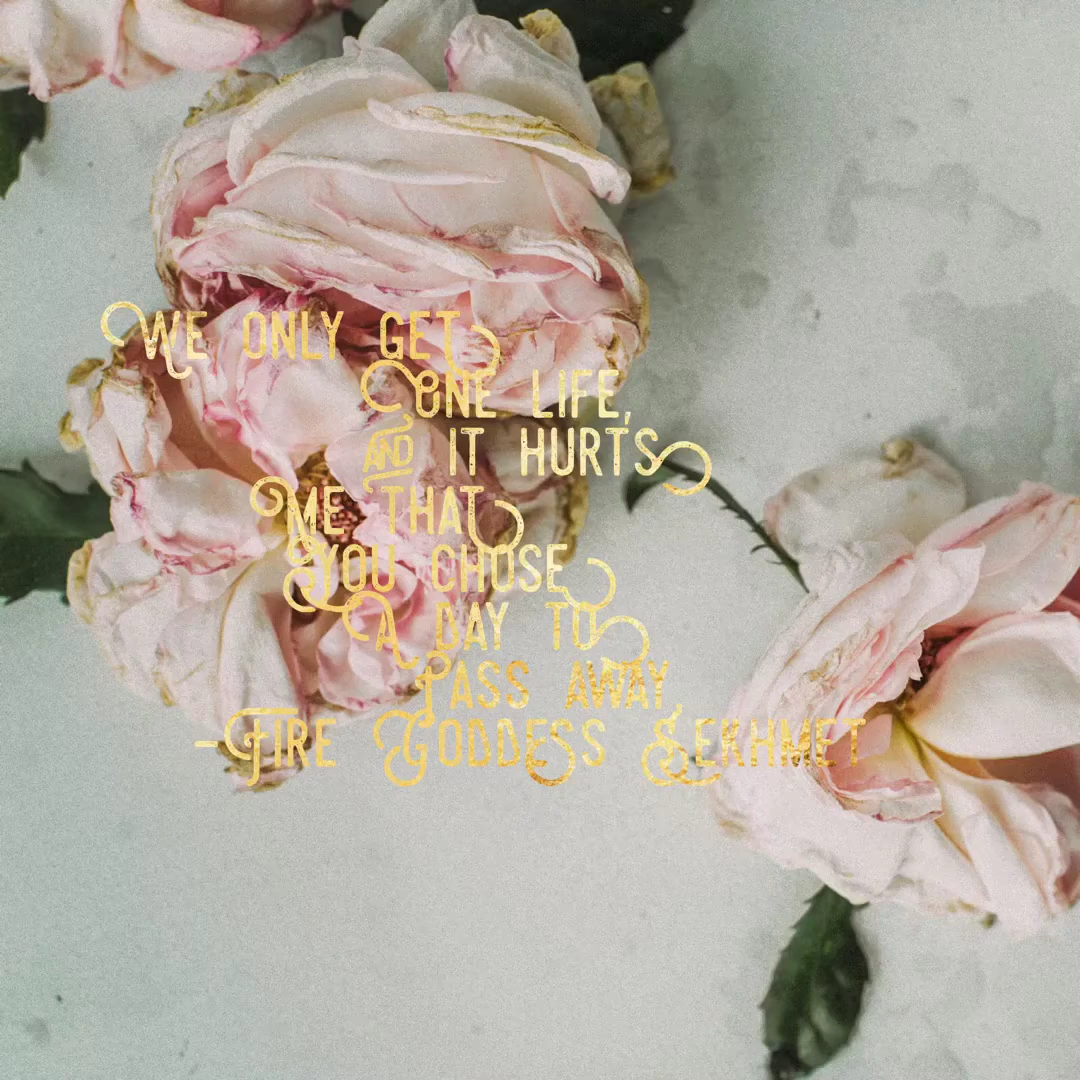 We only get
One life,
and it hurts
Me that
You chose
A day to
Pass away,
-Fire Goddess Sekhmet